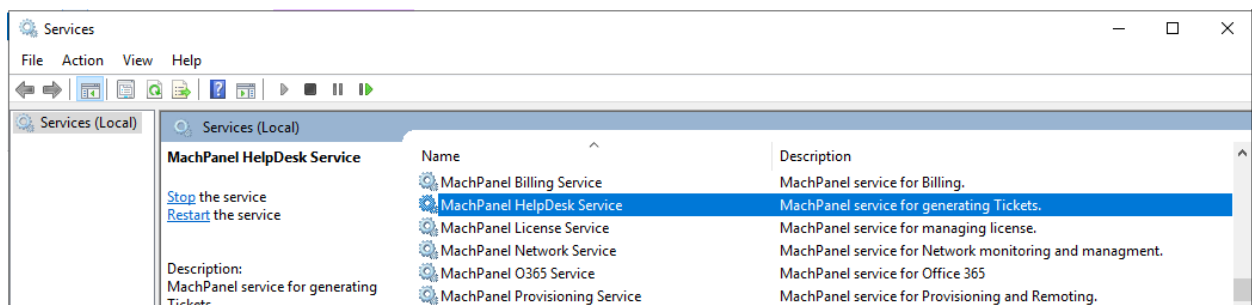 Services
File Action View Help
Services (Local)
Services (Local)
MachPanel HelpDesk Service
Stop the service
Restart the service
Description:
MachPanel service for generating
Tickets
Name Description
MachPanel Billing Service MachPanel service for Billing.
MachPanel HelpDesk Service MachPanel service for generating Tickets.
MachPanel License Service MachPanel service for managing license.
MachPanel Network Service MachPanel service for Network monitoring and managment.
MachPanel O365 Service MachPanel service for Office 365
MachPanel Provisioning Service MachPanel service for Provisioning and Remoting.